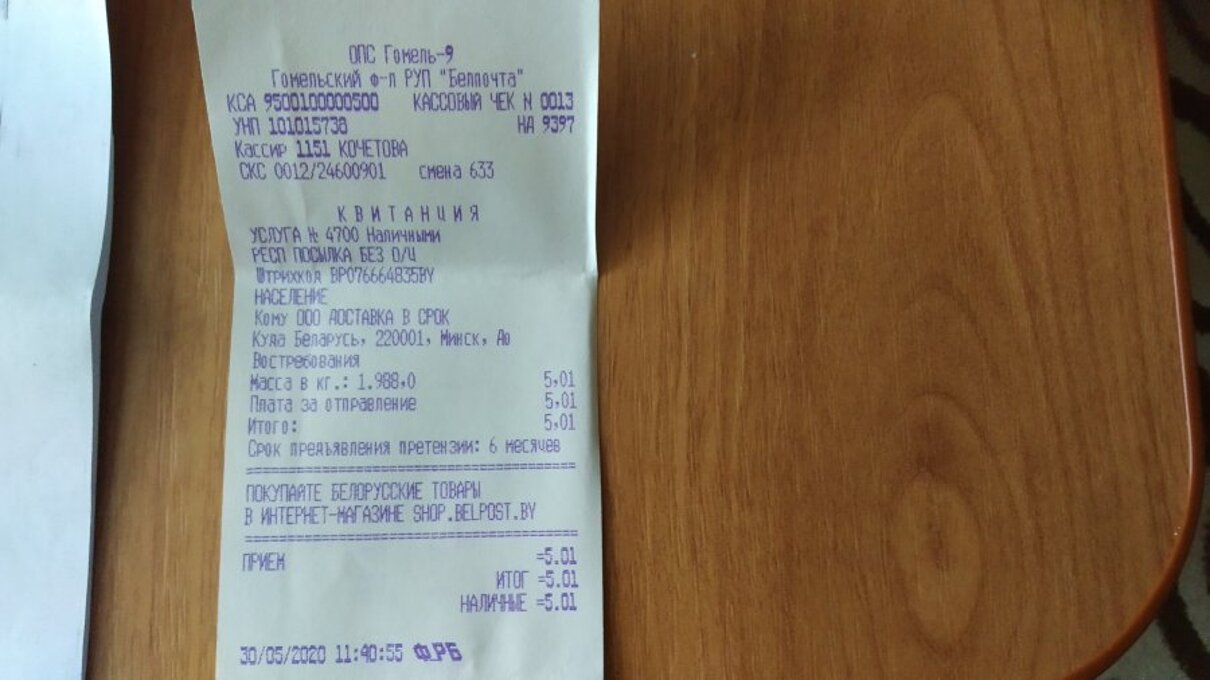 ОПС Гомель-9
Гомельский ф-л РУП "Белпочта"
КСА 9500100000500 КАССОВЫЙ ЧЕК N 0013
УНП 101015738 НА 9397
Кассир 1151 КОЧЕТОВА
СКС 0012/24600901 смена 633
КВИТАНЦИЯ
УСЛУГА № 4700 Наличными
РЕСП ПОСЫЛКА БЕЗ О/Ц
Штрихкод BP076664835BY
НАСЕЛЕНИЕ
Кому ООО ДОСТАВКА В СРОК
Куда Беларусь, 220001, Минск, До
Востребования
Масса в кг.: 1.988,0 5,01
Плата за отправление 5,01
Итого: 5,01
Срок предъявления претензии: 6 месяцев
======================================
ПОКУПАЙТЕ БЕЛОРУССКИЕ ТОВАРЫ
В ИНТЕРНЕТ-МАГАЗИНЕ SHOP.BELPOST.BY
======================================
ПРИЕМ =5.01
ИТОГ =5.01
НАЛИЧНЫЕ =5.01
30/05/2020 11:40:55 Ф_РБ